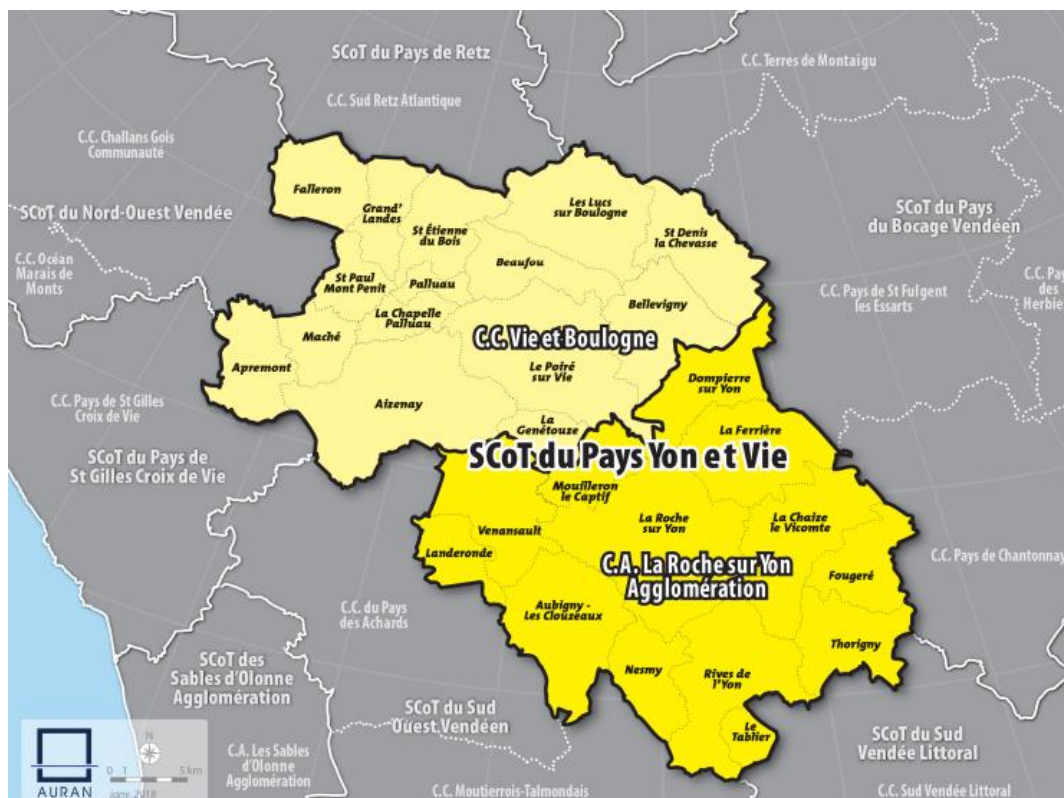 SCoT du Pays de Retz
C.C. Terres de Montaigu
C.C. Sud Retz Atlantique
C.C. Challans Gois
Communauté
Falleron
Grand'
Landes
Les Lucs
sur Boulogne
SCoT du Nord-Ouest Vendée
SCoT du Pays
du Bocage Vendéen
St Étienne
du Bois
St Denis
la Chevasse
C.C. Océan
Marais de
Monts
Beaufou
St Paul
Mont Penit
Palluau
C.C. Pays de St Fulgent
les Essarts
C.C. Pay
des
Herbie
Bellevigny
La Chapelle
Palluau
Maché
C.C. Vie et Boulogne
Apremont
Le Poiré
sur Vie
Dompierre
sur Yon
C.C. Pays de St Gilles
Croix de Vie
Aizenay
La
Genétouze
La Ferrière
SCoT du Pays Yon et Vie
SCoT du Pays de
St Gilles Croix de Vie
Mouilleron
le Captif
La Roche
sur Yon
La Chaize
le Vicomte
Venansault
Landeronde
C.A. La Roche sur Yon
Agglomération
C.C. Pays de Chantonnay
Fougeré
C.C. du Pays
des Achards
Aubigny -
Les Clouzeaux
Thorigny
SCoT des
Sables d'Olonne
Agglomération
Nesmy
Rives de
l'Yon
SCoT du Sud
Ouest Vendéen
Le
Tablier
SCoT du Sud
Vendée Littoral
N
0 1 5 km
AURAN
janv. 2018
C.A. Les Sables
d'Olonne
Agglomération
C.C. Moutierrois-Talmondais
C.C. Sud Vendée Littoral